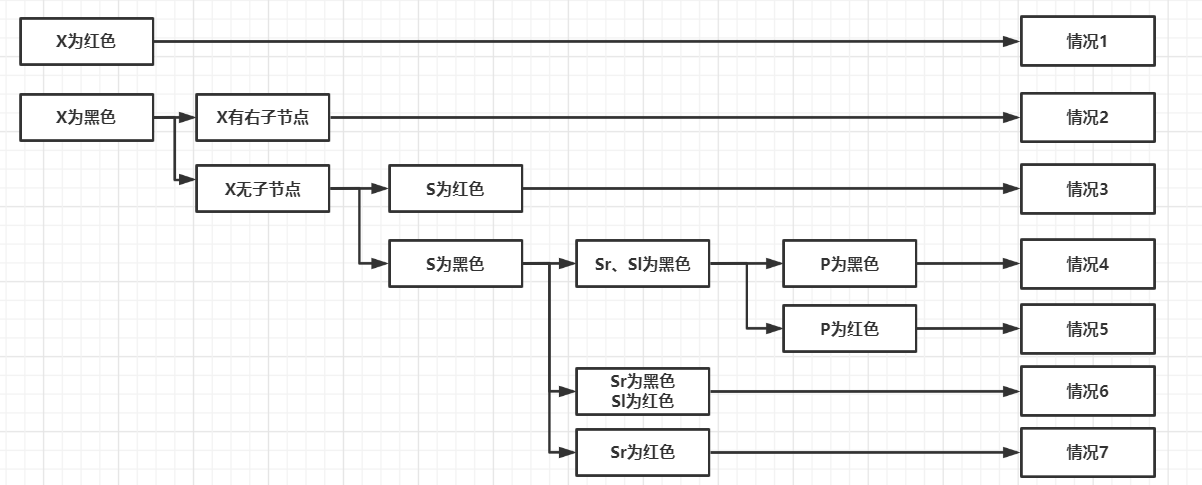 X为红色
情况1
X为黑色
X有右子节点
情况2
X无子节点
S为红色
情况3
S为黑色
Sr、Sl为黑色
P为黑色
情况4
P为红色
情况5
Sr为黑色
Sl为红色
情况6
Sr为红色
情况7